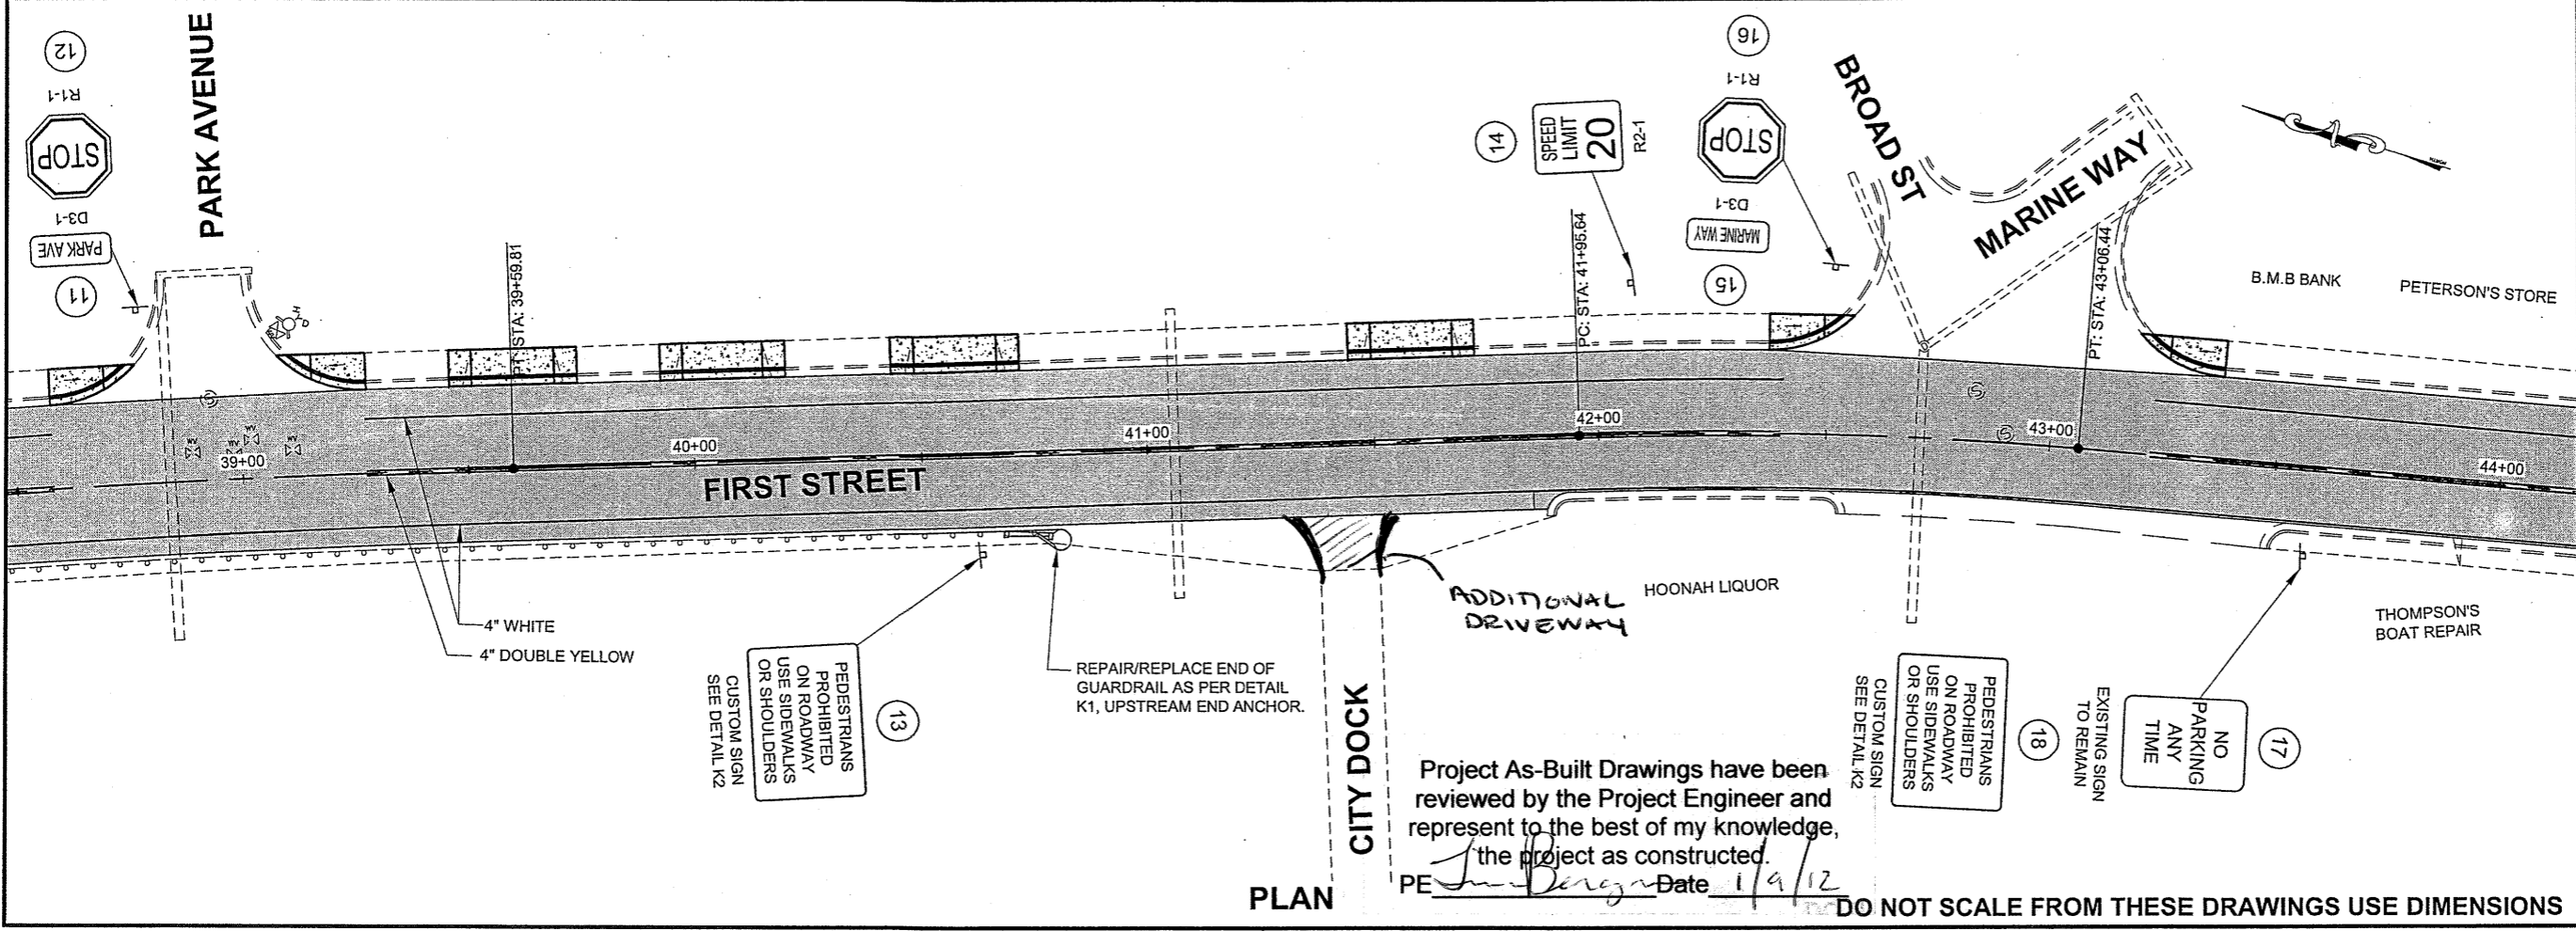 12
R1-1
STOP
D3-1
PARK AVE
11
PARK AVENUE
PT: STA: 39+59.81
14
SPEED
LIMIT
20
R2-1
PC: STA: 41+95.64
16
R1-1
STOP
D3-1
MARINE WAY
15
BROAD ST
MARINE WAY
PT: STA: 43+06.44
NORTH
B.M.B BANK
PETERSON'S STORE
HYD
S
WV
WV
WV
WV
39+00
40+00
41+00
42+00
S
S
43+00
44+00
FIRST STREET
4" WHITE
4" DOUBLE YELLOW
PEDESTRIANS
PROHIBITED
ON ROADWAY
USE SIDEWALKS
OR SHOULDERS
CUSTOM SIGN
SEE DETAIL K2
13
REPAIR/REPLACE END OF
GUARDRAIL AS PER DETAIL
K1, UPSTREAM END ANCHOR.
CITY DOCK
ADDITIONAL
DRIVEWAY
HOONAH LIQUOR
PEDESTRIANS
PROHIBITED
ON ROADWAY
USE SIDEWALKS
OR SHOULDERS
CUSTOM SIGN
SEE DETAIL K2
18
NO
PARKING
ANY
TIME
EXISTING SIGN
TO REMAIN
17
THOMPSON'S
BOAT REPAIR
Project As-Built Drawings have been
reviewed by the Project Engineer and
represent to the best of my knowledge,
the project as constructed.
PE Date 1/9/12
PLAN
DO NOT SCALE FROM THESE DRAWINGS USE DIMENSIONS